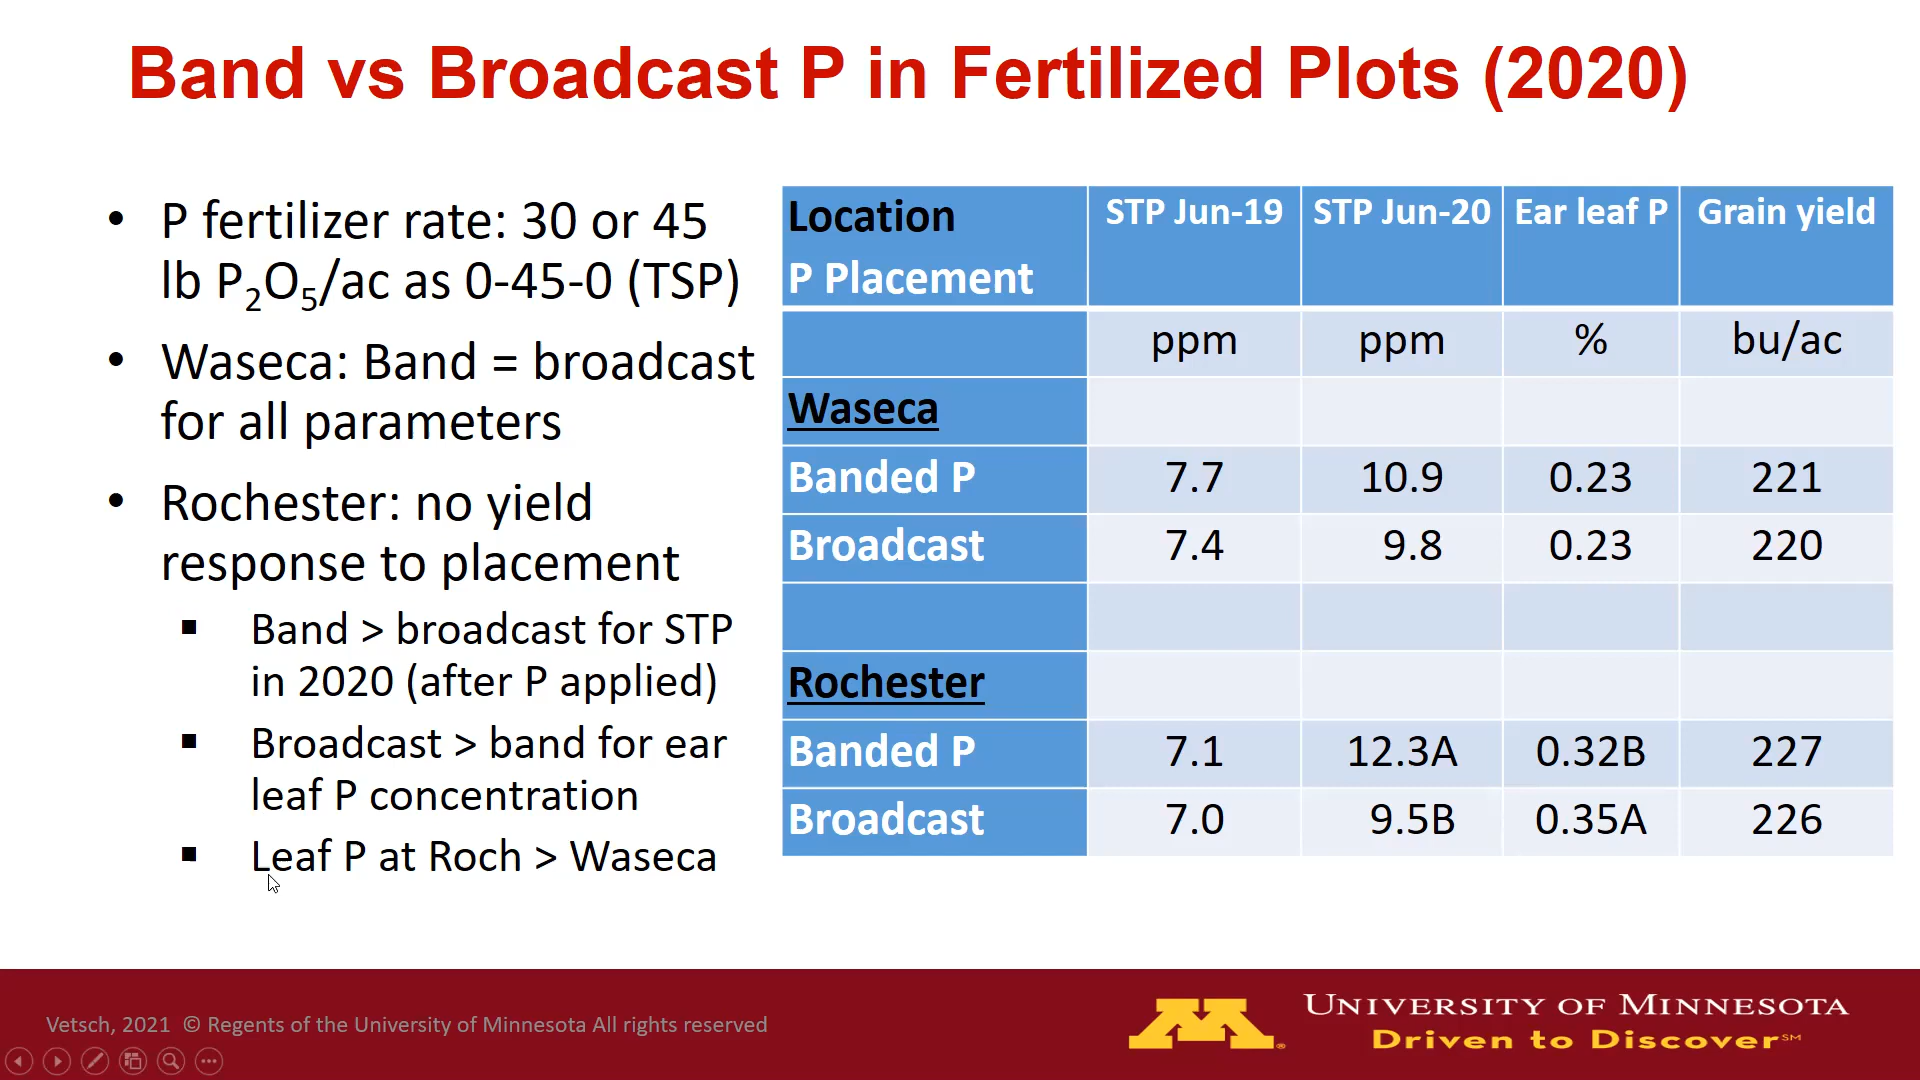 Band vs Broadcast P in Fertilized Plots (2020)
• P fertilizer rate: 30 or 45
lb P₂O₅/ac as 0-45-0 (TSP)
• Waseca: Band = broadcast
for all parameters
• Rochester: no yield
response to placement
▪ Band > broadcast for STP
in 2020 (after P applied)
▪ Broadcast > band for ear
leaf P concentration
▪ Leaf P at Roch > Waseca
Location STP Jun-19 STP Jun-20 Ear leaf P Grain yield
P Placement
ppm ppm % bu/ac
Waseca
Banded P 7.7 10.9 0.23 221
Broadcast 7.4 9.8 0.23 220
Rochester
Banded P 7.1 12.3A 0.32B 227
Broadcast 7.0 9.5B 0.35A 226
Vetsch, 2021 © Regents of the University of Minnesota All rights reserved
M®
UNIVERSITY OF MINNESOTA
Driven to Discover℠